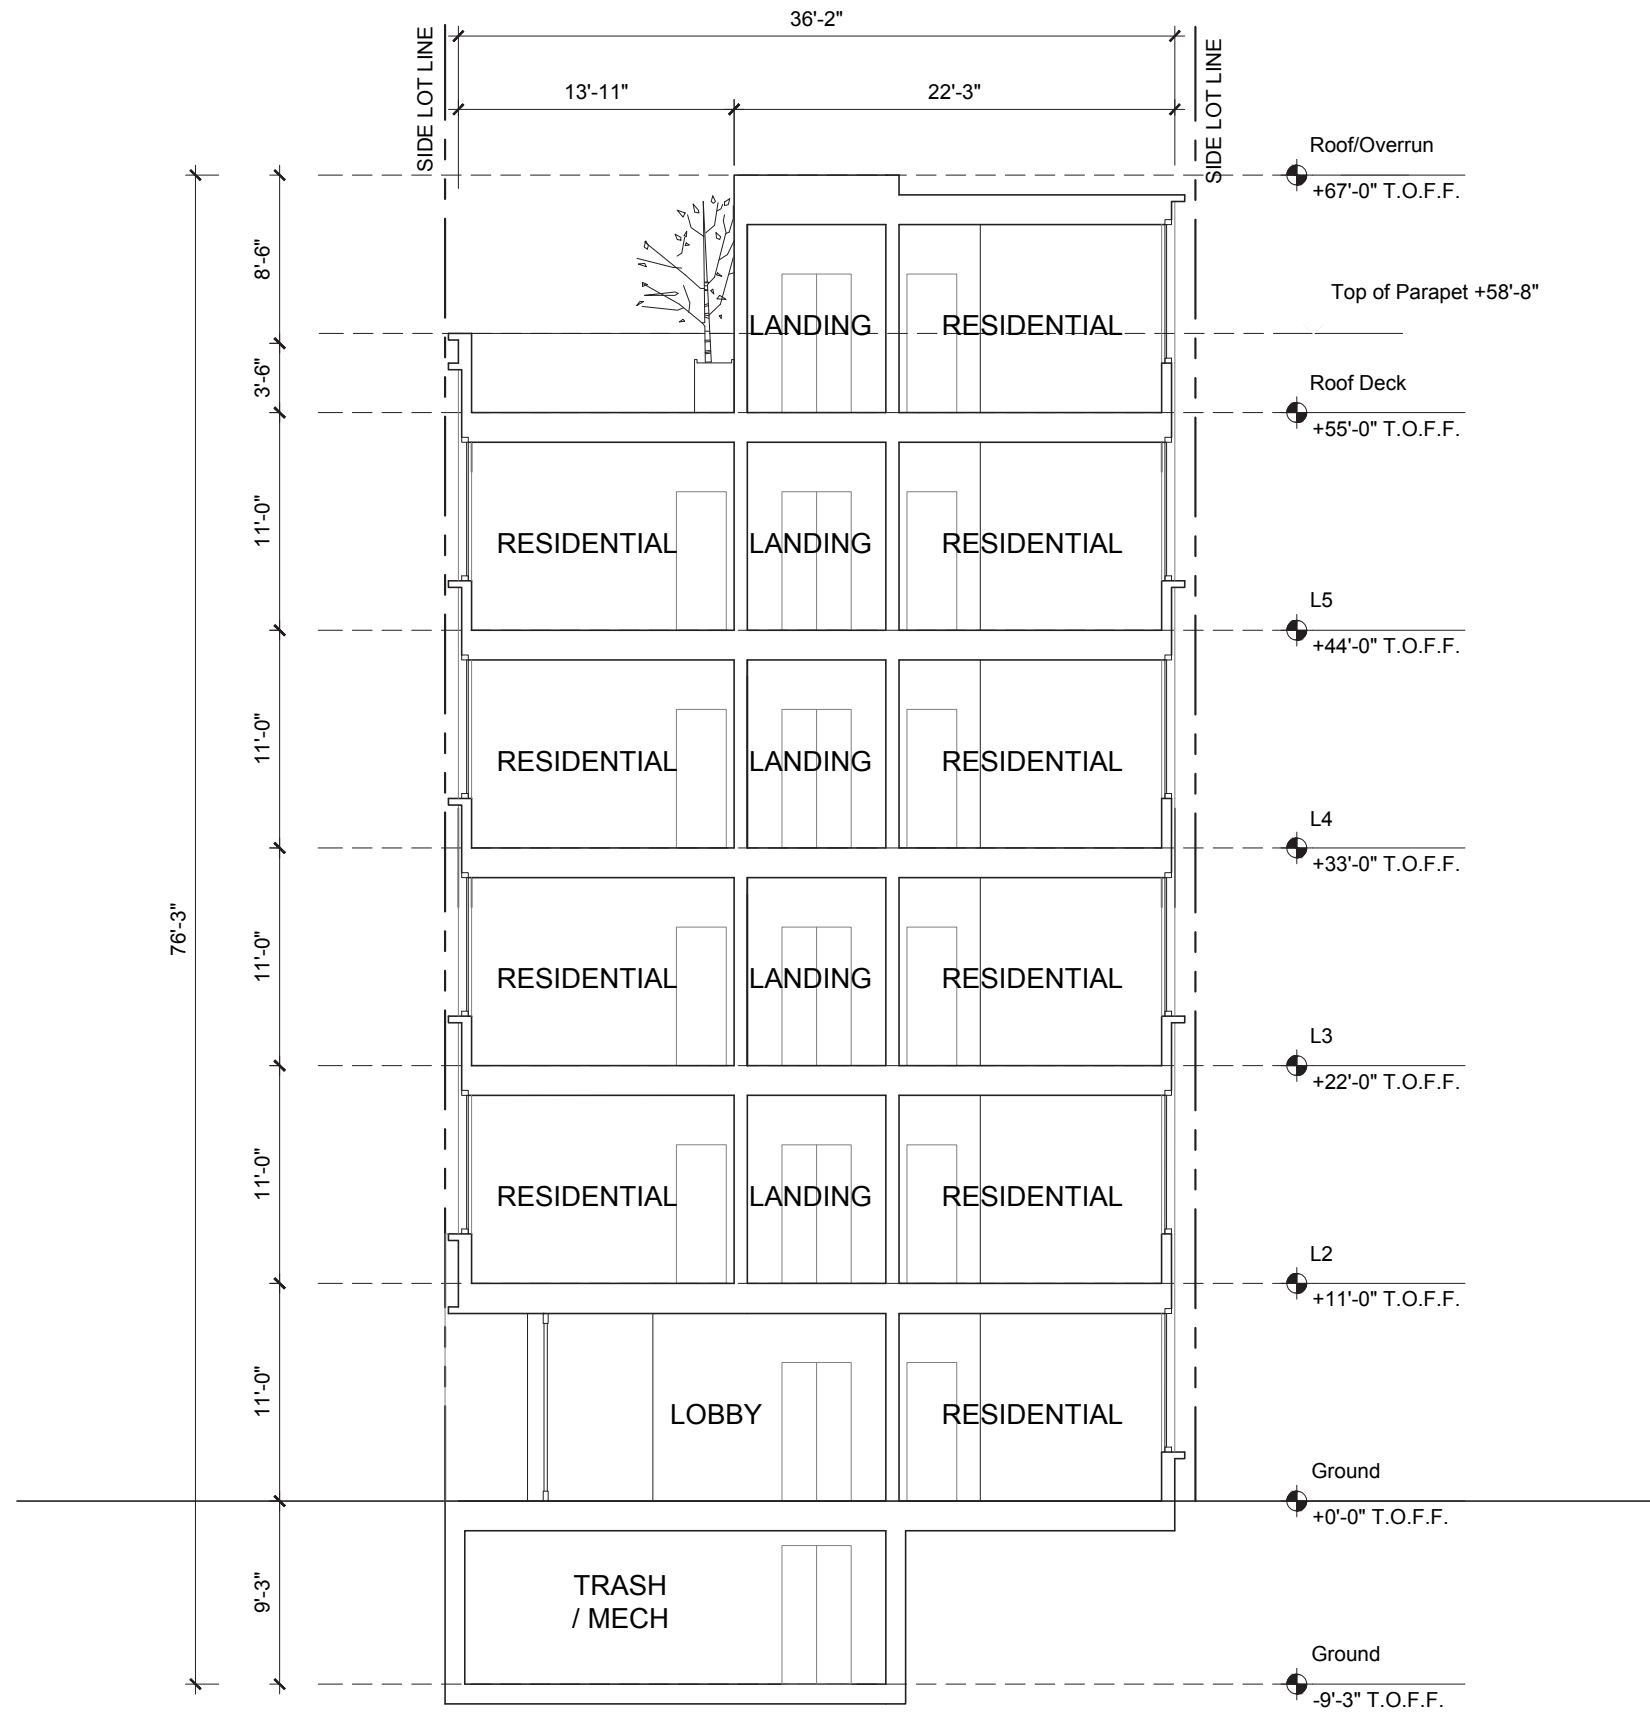 36'-2"
SIDE LOT LINE
SIDE LOT LINE
13'-11"
22'-3"
Roof/Overrun
+67'-0" T.O.F.F.
8'-6"
Top of Parapet +58'-8"
LANDING
RESIDENTIAL
3'-6"
Roof Deck
+55'-0" T.O.F.F.
11'-0"
RESIDENTIAL
LANDING
RESIDENTIAL
L5
+44'-0" T.O.F.F.
11'-0"
RESIDENTIAL
LANDING
RESIDENTIAL
L4
+33'-0" T.O.F.F.
76'-3"
11'-0"
RESIDENTIAL
LANDING
RESIDENTIAL
L3
+22'-0" T.O.F.F.
11'-0"
RESIDENTIAL
LANDING
RESIDENTIAL
L2
+11'-0" T.O.F.F.
11'-0"
LOBBY
RESIDENTIAL
Ground
+0'-0" T.O.F.F.
9'-3"
TRASH
/ MECH
Ground
-9'-3" T.O.F.F.